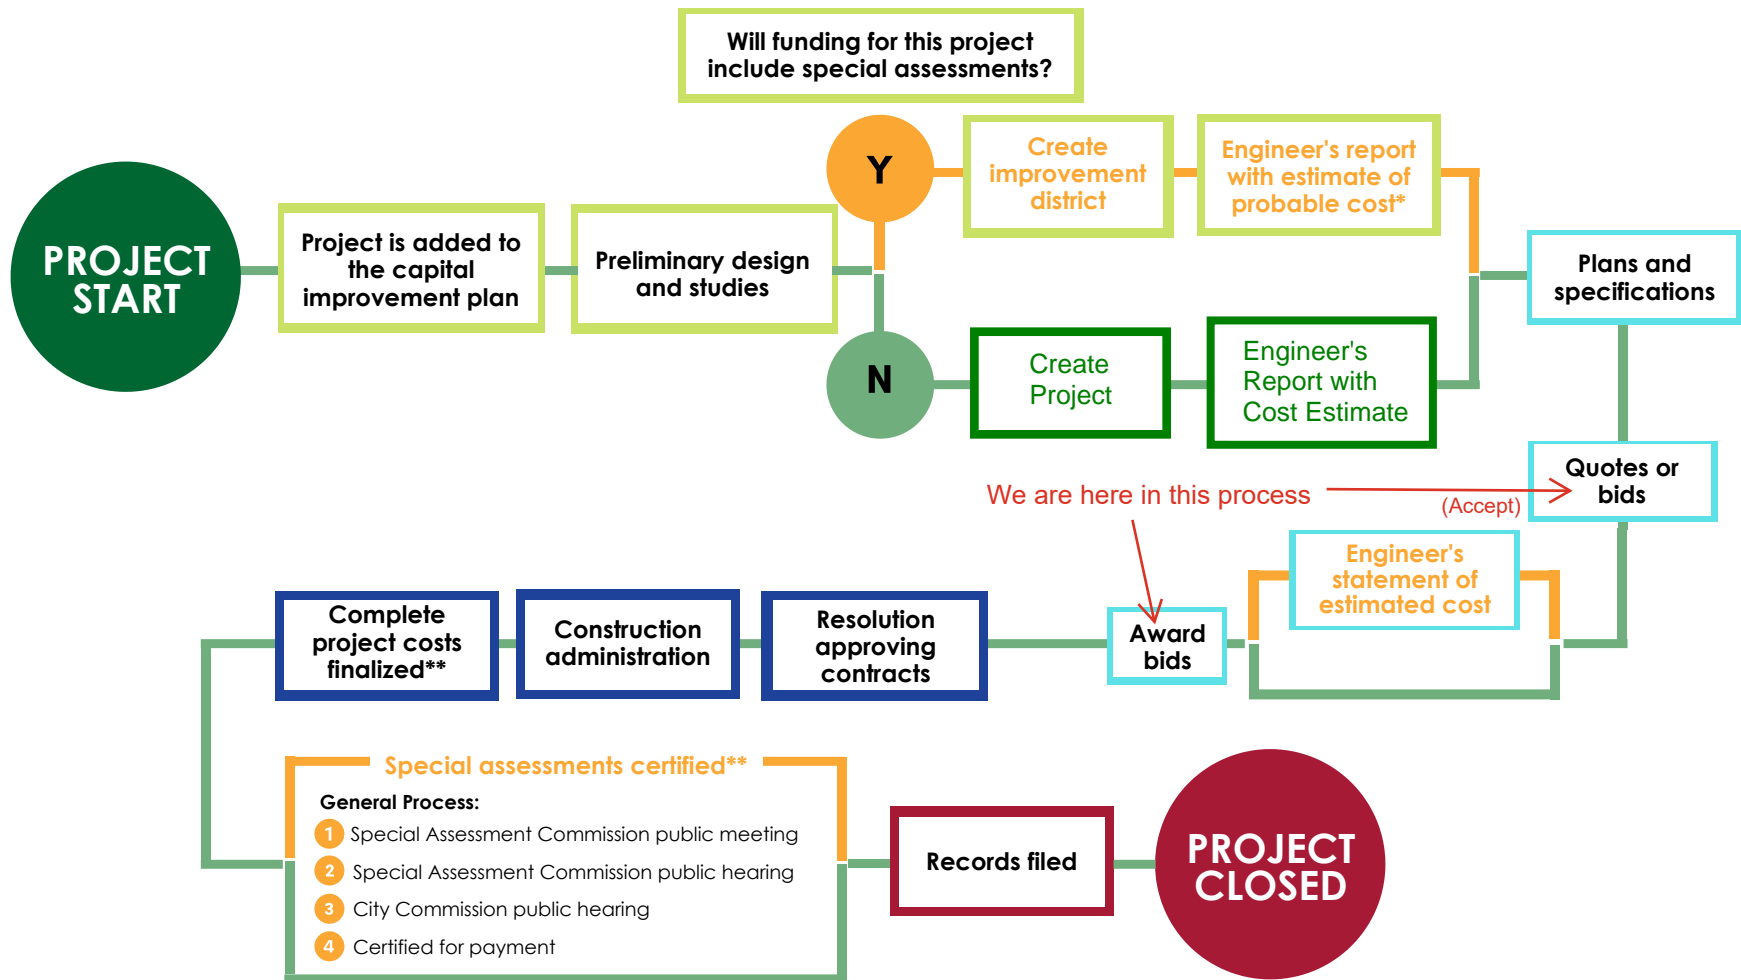 Will funding for this project
include special assessments?
PROJECT
START
Project is added to
the capital
improvement plan
Preliminary design
and studies
Y
Create
improvement
district
Engineer's report
with estimate of
probable cost*
N
Create
Project
Engineer's
Report with
Cost Estimate
Plans and
specifications
Quotes or
bids
We are here in this process
(Accept)
Engineer's
statement of
estimated cost
Award
bids
Resolution
approving
contracts
Construction
administration
Complete
project costs
finalized**
Special assessments certified**
General Process:
1 Special Assessment Commission public meeting
2 Special Assessment Commission public hearing
3 City Commission public hearing
4 Certified for payment
Records filed
PROJECT
CLOSED